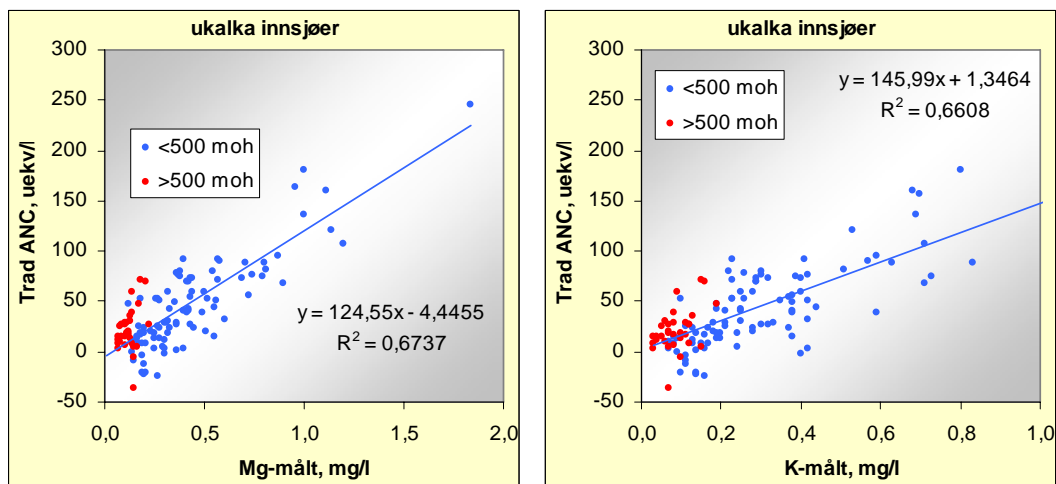 ukalka innsjøer
300
250
200
150
100
50
0
-50
Trad ANC, uekv/l
<500 moh
>500 moh
y = 124,55x - 4,4455
R² = 0,6737
0,0 0,5 1,0 1,5 2,0
Mg-målt, mg/l
ukalka innsjøer
300
250
200
150
100
50
0
-50
Trad ANC, uekv/l
<500 moh
>500 moh
y = 145,99x + 1,3464
R² = 0,6608
0,0 0,2 0,4 0,6 0,8 1,0
K-målt, mg/l